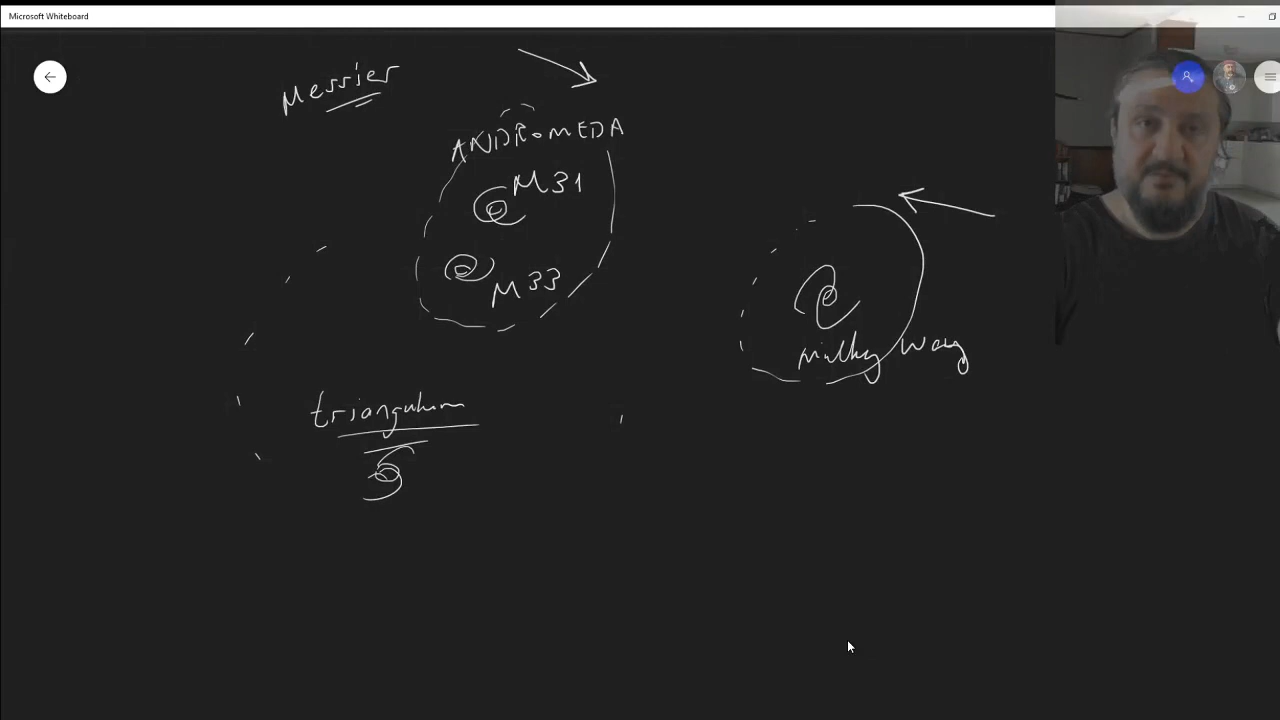 Microsoft Whiteboard
Messier
ANDROMEDA
M31
M33
Milky Way
triangulum